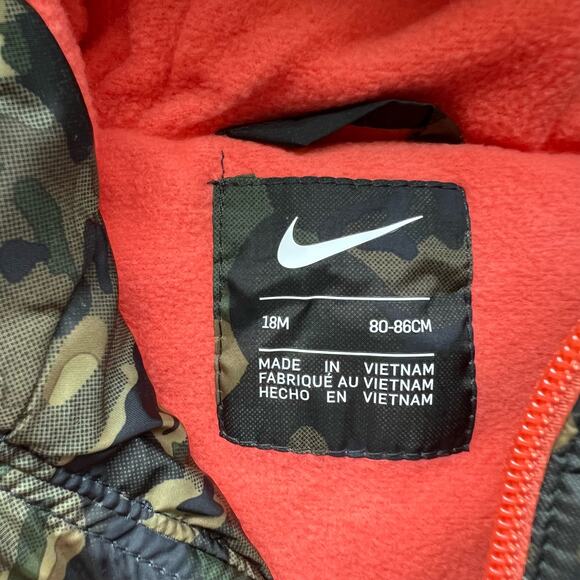 18M 80-86CM
MADE IN VIETNAM
FABRIQUÉ AU VIETNAM
HECHO EN VIETNAM